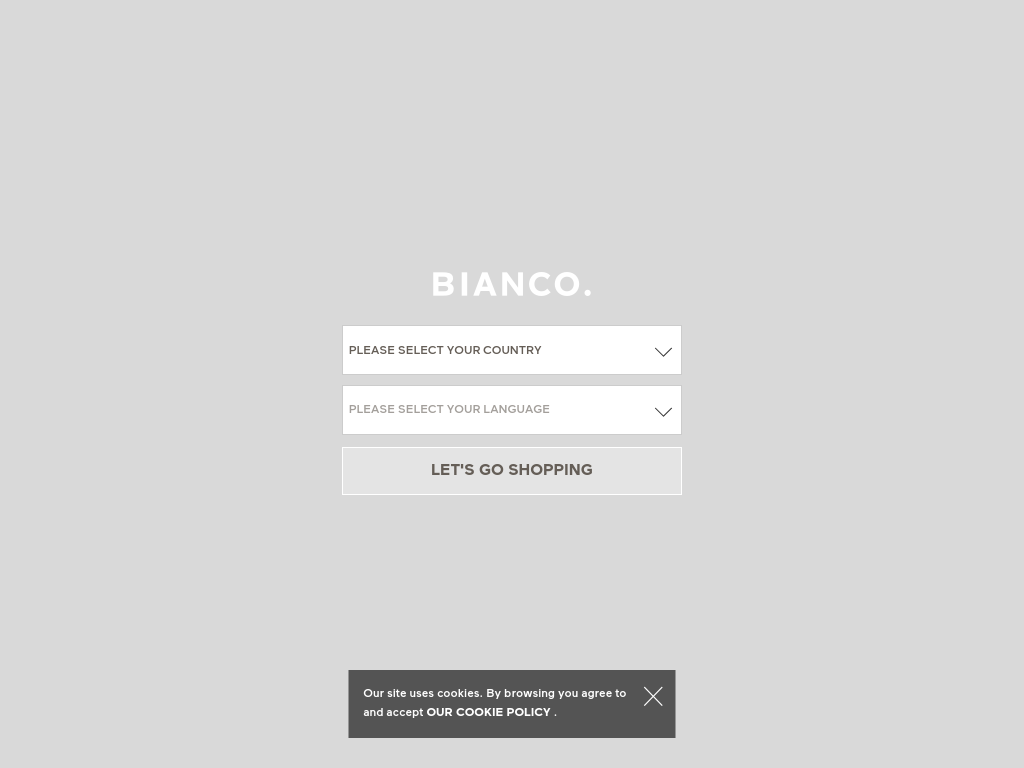 BIANCO.
PLEASE SELECT YOUR COUNTRY
PLEASE SELECT YOUR LANGUAGE
LET'S GO SHOPPING
Our site uses cookies. By browsing you agree to
and accept OUR COOKIE POLICY .